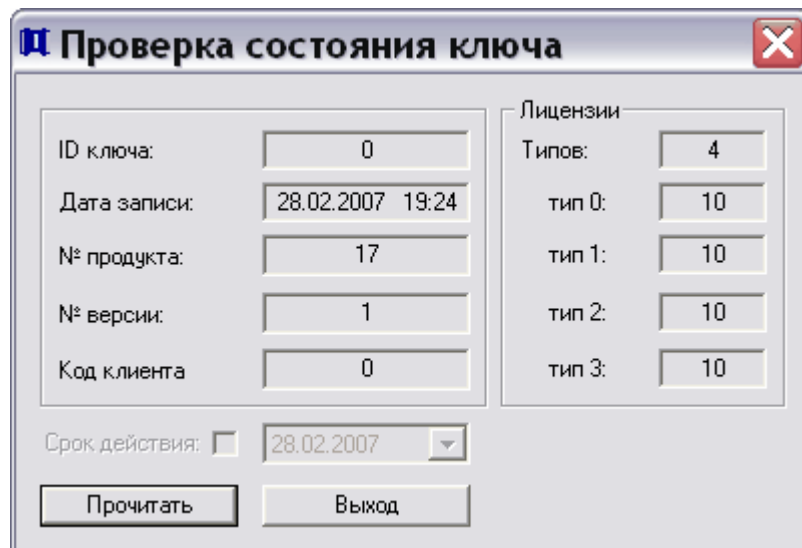 Проверка состояния ключа
Лицензии
ID ключа: 0 Типов: 4
Дата записи: 28.02.2007 19:24 тип 0: 10
№ продукта: 17 тип 1: 10
№ версии: 1 тип 2: 10
Код клиента 0 тип 3: 10
Срок действия: 28.02.2007
Прочитать Выход